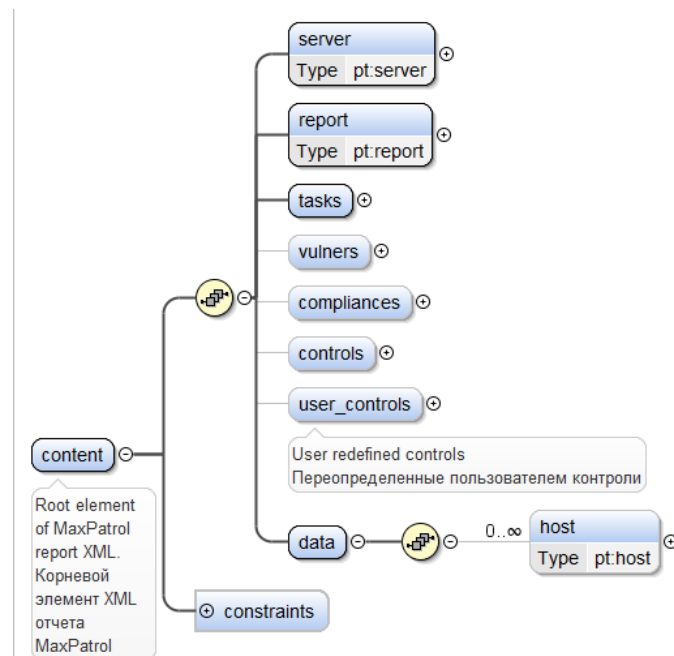 server
Type pt:server
report
Type pt:report
tasks
vulners
compliances
controls
user_controls
User redefined controls
Переопределенные пользователем контроли
content
Root element
of MaxPatrol
report XML.
Корневой
элемент XML
отчета
MaxPatrol
data
0..∞
host
Type pt:host
constraints